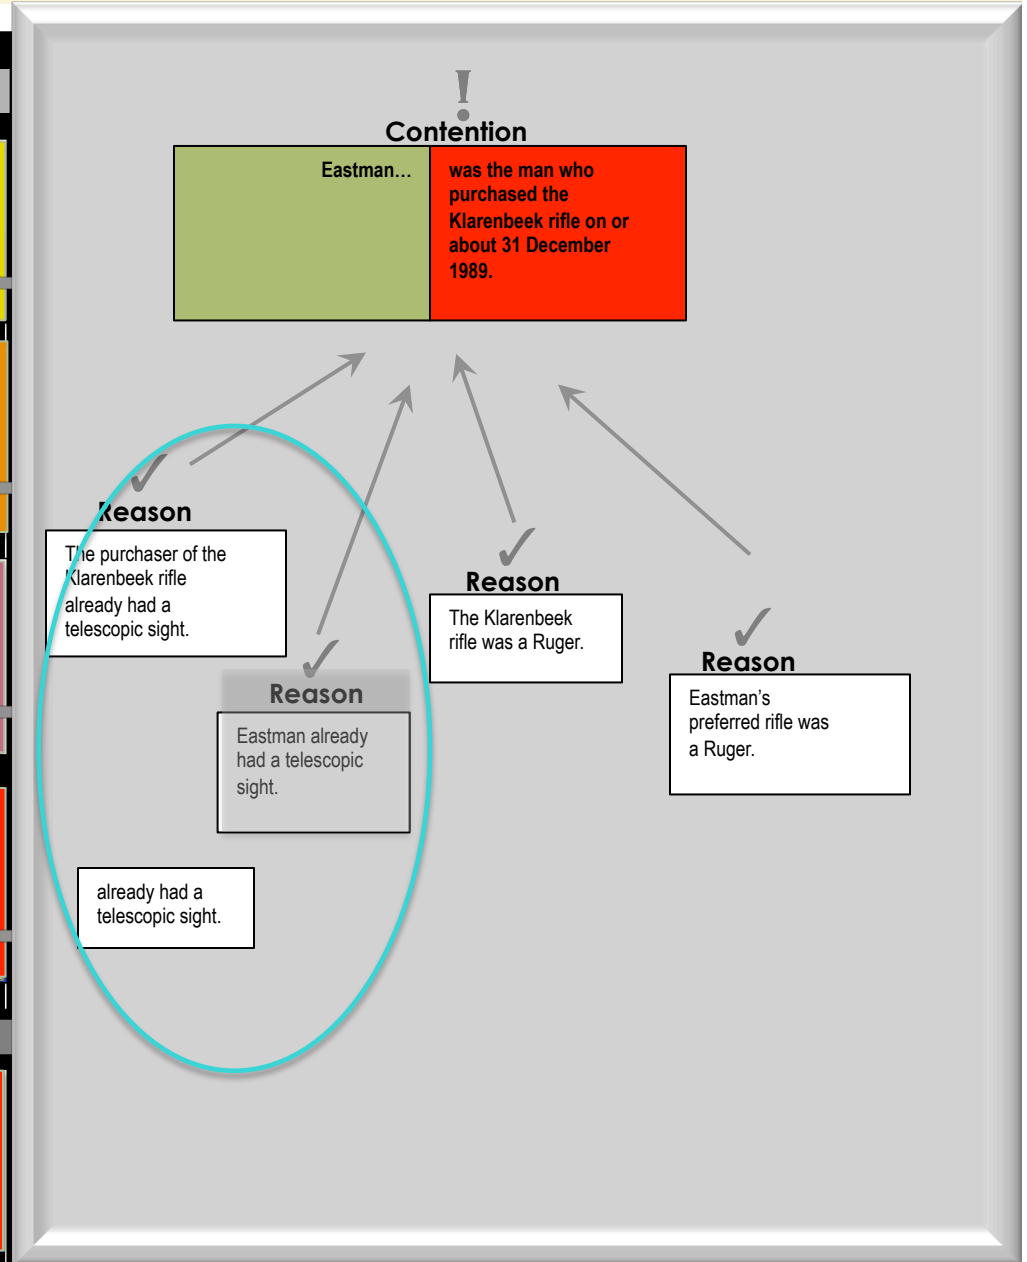 !
Contention
Eastman…
was the man who
purchased the
Klarenbeek rifle on or
about 31 December
1989.
Reason
The purchaser of the
Klarenbeek rifle
already had a
telescopic sight.
Reason
Eastman already
had a telescopic
sight.
already had a
telescopic sight.
Reason
The Klarenbeek
rifle was a Ruger.
Reason
Eastman’s
preferred rifle was
a Ruger.